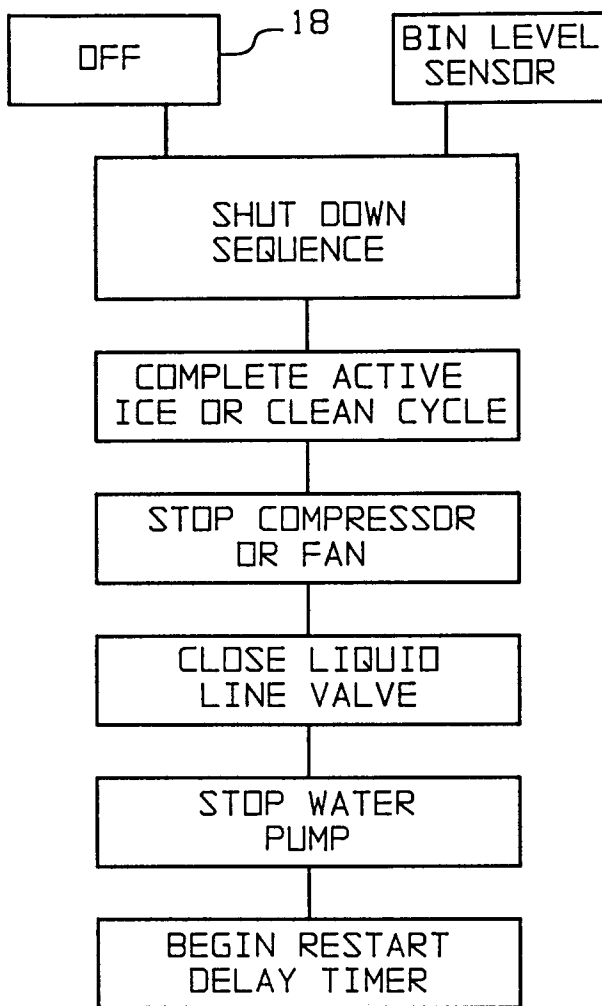 OFF
18
BIN LEVEL
SENSOR
SHUT DOWN
SEQUENCE
COMPLETE ACTIVE
ICE OR CLEAN CYCLE
STOP COMPRESSOR
OR FAN
CLOSE LIQUID
LINE VALVE
STOP WATER
PUMP
BEGIN RESTART
DELAY TIMER